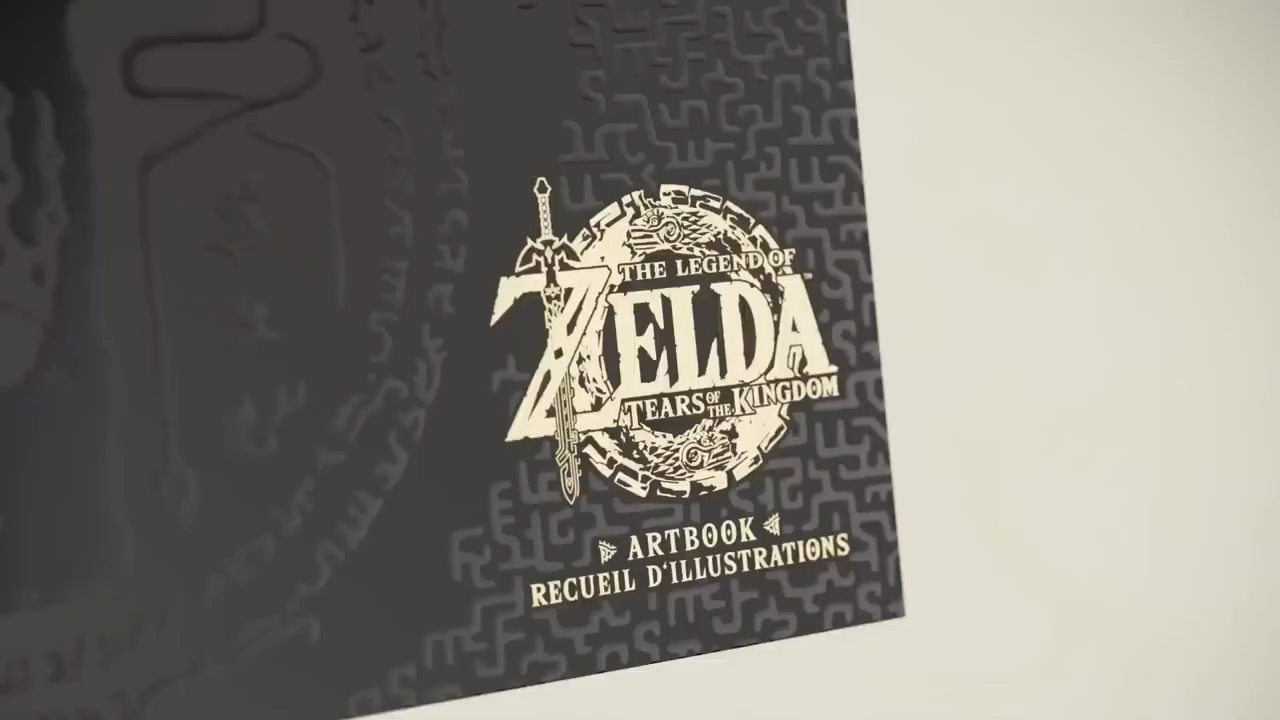 THE LEGEND OF
ZELDA
TEARS OF THE KINGDOM
ARTBOOK
RECUEIL D'ILLUSTRATIONS